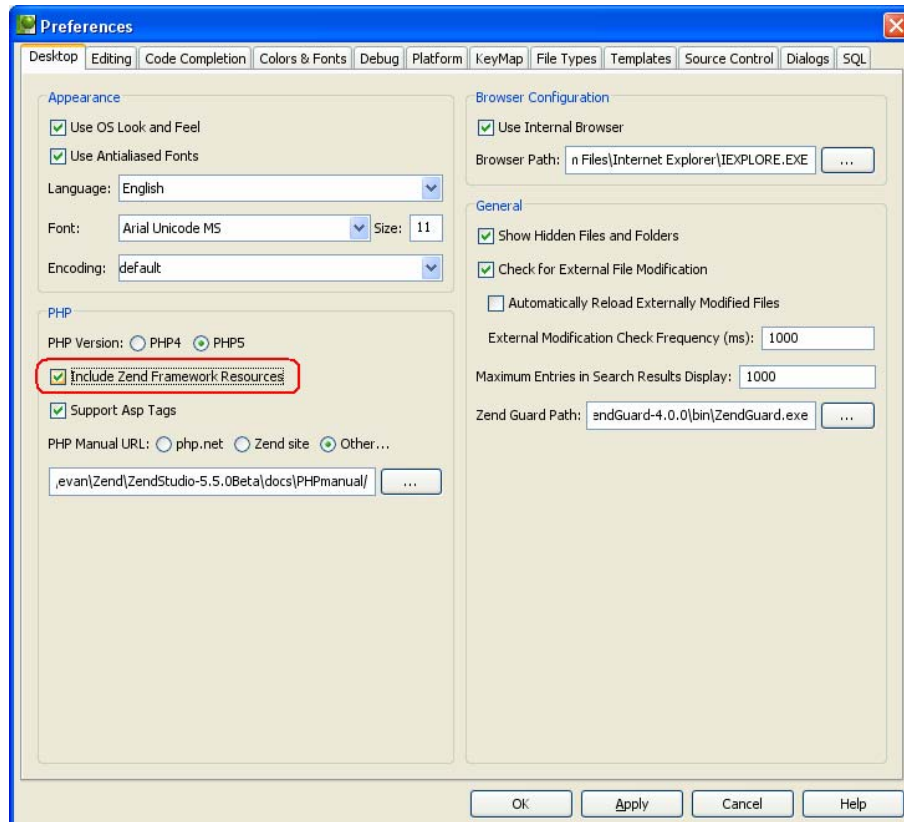 Preferences
Desktop Editing Code Completion Colors & Fonts Debug Platform KeyMap File Types Templates Source Control Dialogs SQL
Appearance
Use OS Look and Feel
Use Antialiased Fonts
Language: English
Font: Arial Unicode MS Size: 11
Encoding: default
PHP
PHP Version: PHP4 PHP5
Include Zend Framework Resources
Support Asp Tags
PHP Manual URL: php.net Zend site Other...
evan\Zend\ZendStudio-5.5.0Beta\docs\PHPmanual/ ...
Browser Configuration
Use Internal Browser
Browser Path: n Files\Internet Explorer\IEXPLORE.EXE ...
General
Show Hidden Files and Folders
Check for External File Modification
Automatically Reload Externally Modified Files
External Modification Check Frequency (ms): 1000
Maximum Entries in Search Results Display: 1000
Zend Guard Path: endGuard-4.0.0\bin\ZendGuard.exe ...
OK Apply Cancel Help